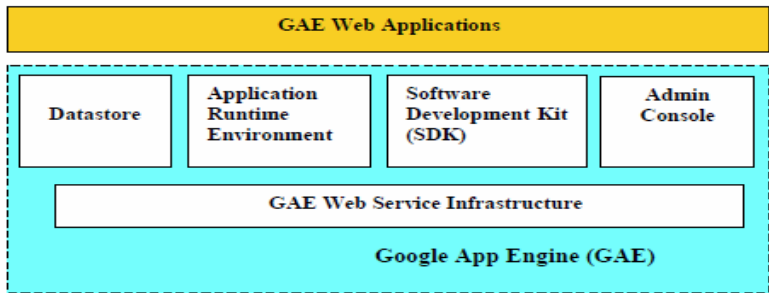 GAE Web Applications
Datastore
Application
Runtime
Environment
Software
Development Kit
(SDK)
Admin
Console
GAE Web Service Infrastructure
Google App Engine (GAE)